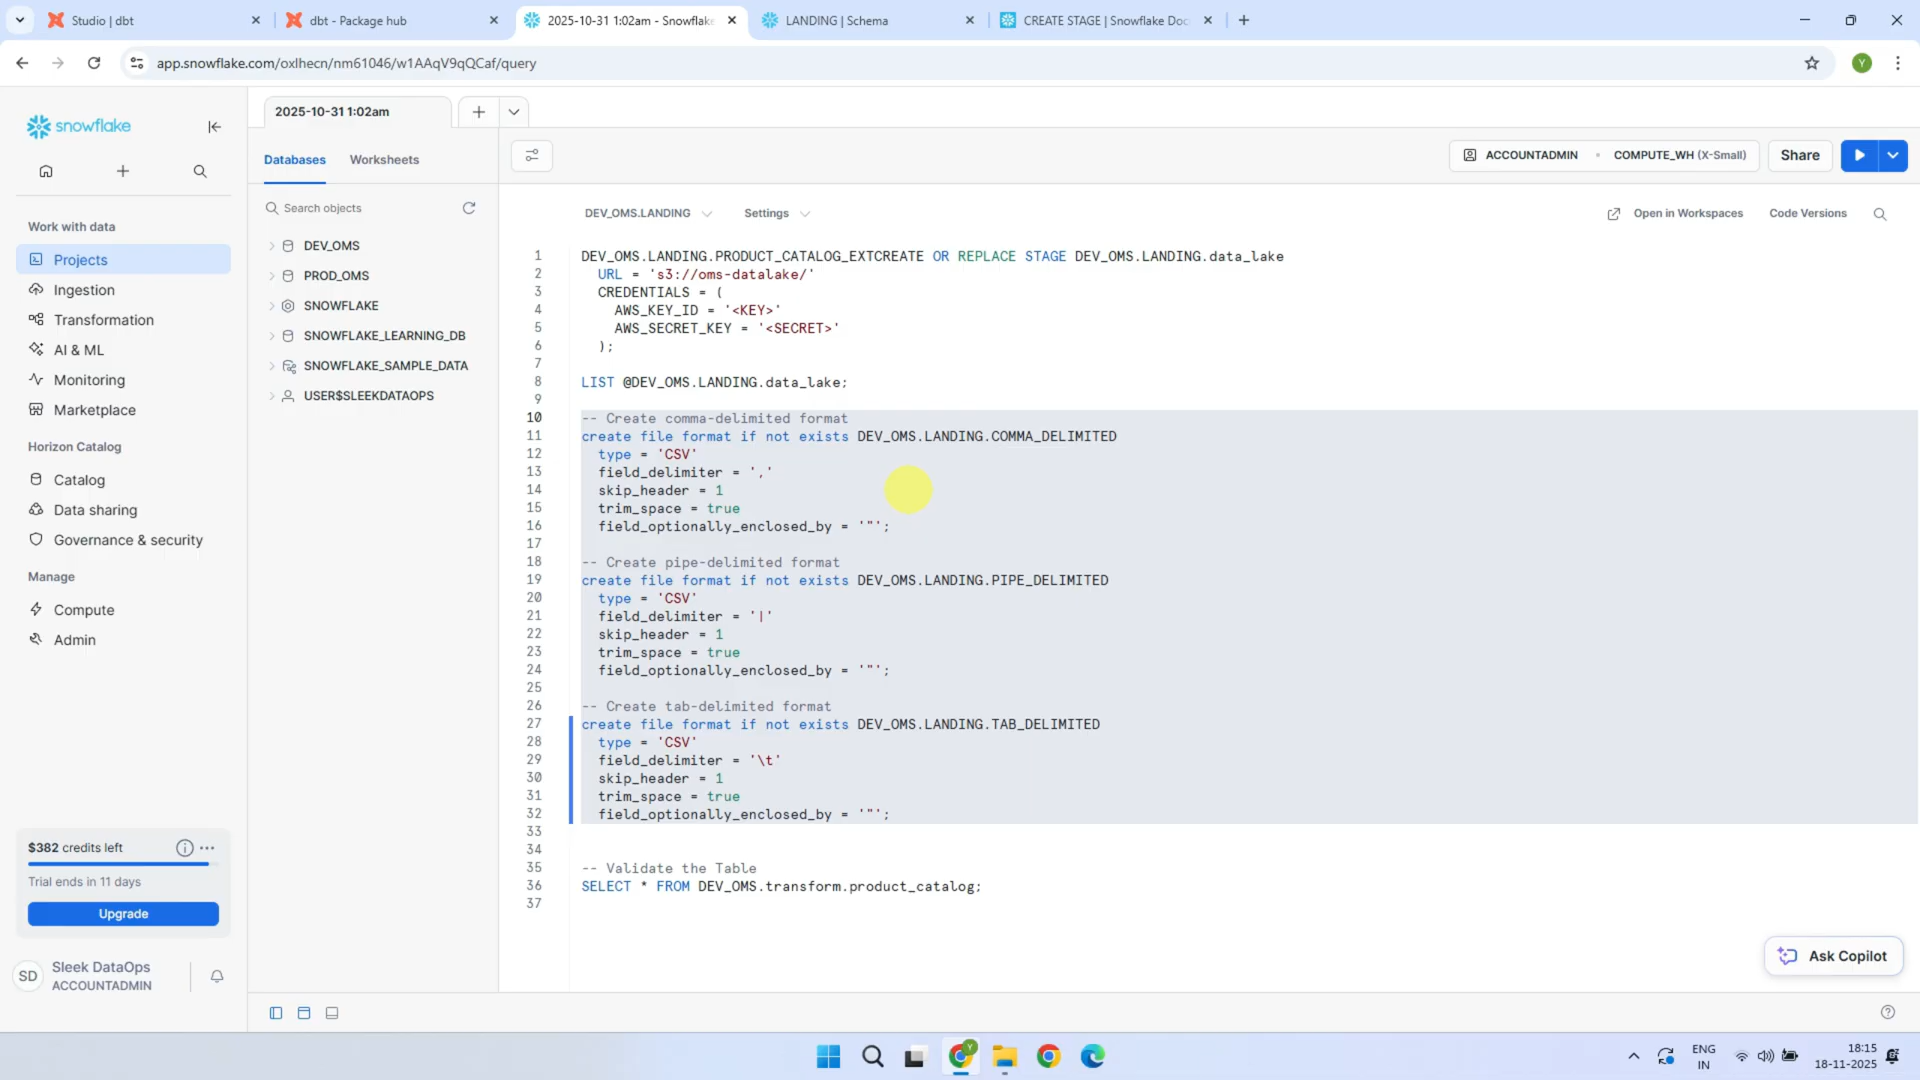 Studio | dbt
dbt - Package hub
2025-10-31 1:02am - Snowflake
LANDING | Schema
CREATE STAGE | Snowflake Doc
app.snowflake.com/oxlhecn/nm61046/w1AAqV9qQCaf/query
Y
snowflake
2025-10-31 1:02am
Databases
Worksheets
ACCOUNTADMIN
COMPUTE_WH (X-Small)
Share
Search objects
DEV_OMS
PROD_OMS
SNOWFLAKE
SNOWFLAKE_LEARNING_DB
SNOWFLAKE_SAMPLE_DATA
USER$SLEEKDATAOPS
Work with data
Projects
Ingestion
Transformation
AI & ML
Monitoring
Marketplace
Horizon Catalog
Catalog
Data sharing
Governance & security
Manage
Compute
Admin
$382 credits left
Trial ends in 11 days
Upgrade
SD
Sleek DataOps
ACCOUNTADMIN
DEV_OMS.LANDING
Settings
Open in Workspaces
Code Versions
1 DEV_OMS.LANDING.PRODUCT_CATALOG_EXTCREATE OR REPLACE STAGE DEV_OMS.LANDING.data_lake
2 URL = 's3://oms-datalake/'
3 CREDENTIALS = (
4 AWS_KEY_ID = '<KEY>'
5 AWS_SECRET_KEY = '<SECRET>'
6 );
7
8 LIST @DEV_OMS.LANDING.data_lake;
9
10 -- Create comma-delimited format
11 create file format if not exists DEV_OMS.LANDING.COMMA_DELIMITED
12 type = 'CSV'
13 field_delimiter = ','
14 skip_header = 1
15 trim_space = true
16 field_optionally_enclosed_by = '"';
17
18 -- Create pipe-delimited format
19 create file format if not exists DEV_OMS.LANDING.PIPE_DELIMITED
20 type = 'CSV'
21 field_delimiter = '|'
22 skip_header = 1
23 trim_space = true
24 field_optionally_enclosed_by = '"';
25
26 -- Create tab-delimited format
27 create file format if not exists DEV_OMS.LANDING.TAB_DELIMITED
28 type = 'CSV'
29 field_delimiter = '\t'
30 skip_header = 1
31 trim_space = true
32 field_optionally_enclosed_by = '"';
33
34
35 -- Validate the Table
36 SELECT * FROM DEV_OMS.transform.product_catalog;
37
Ask Copilot
Y
ENG
IN
18:15
18-11-2025